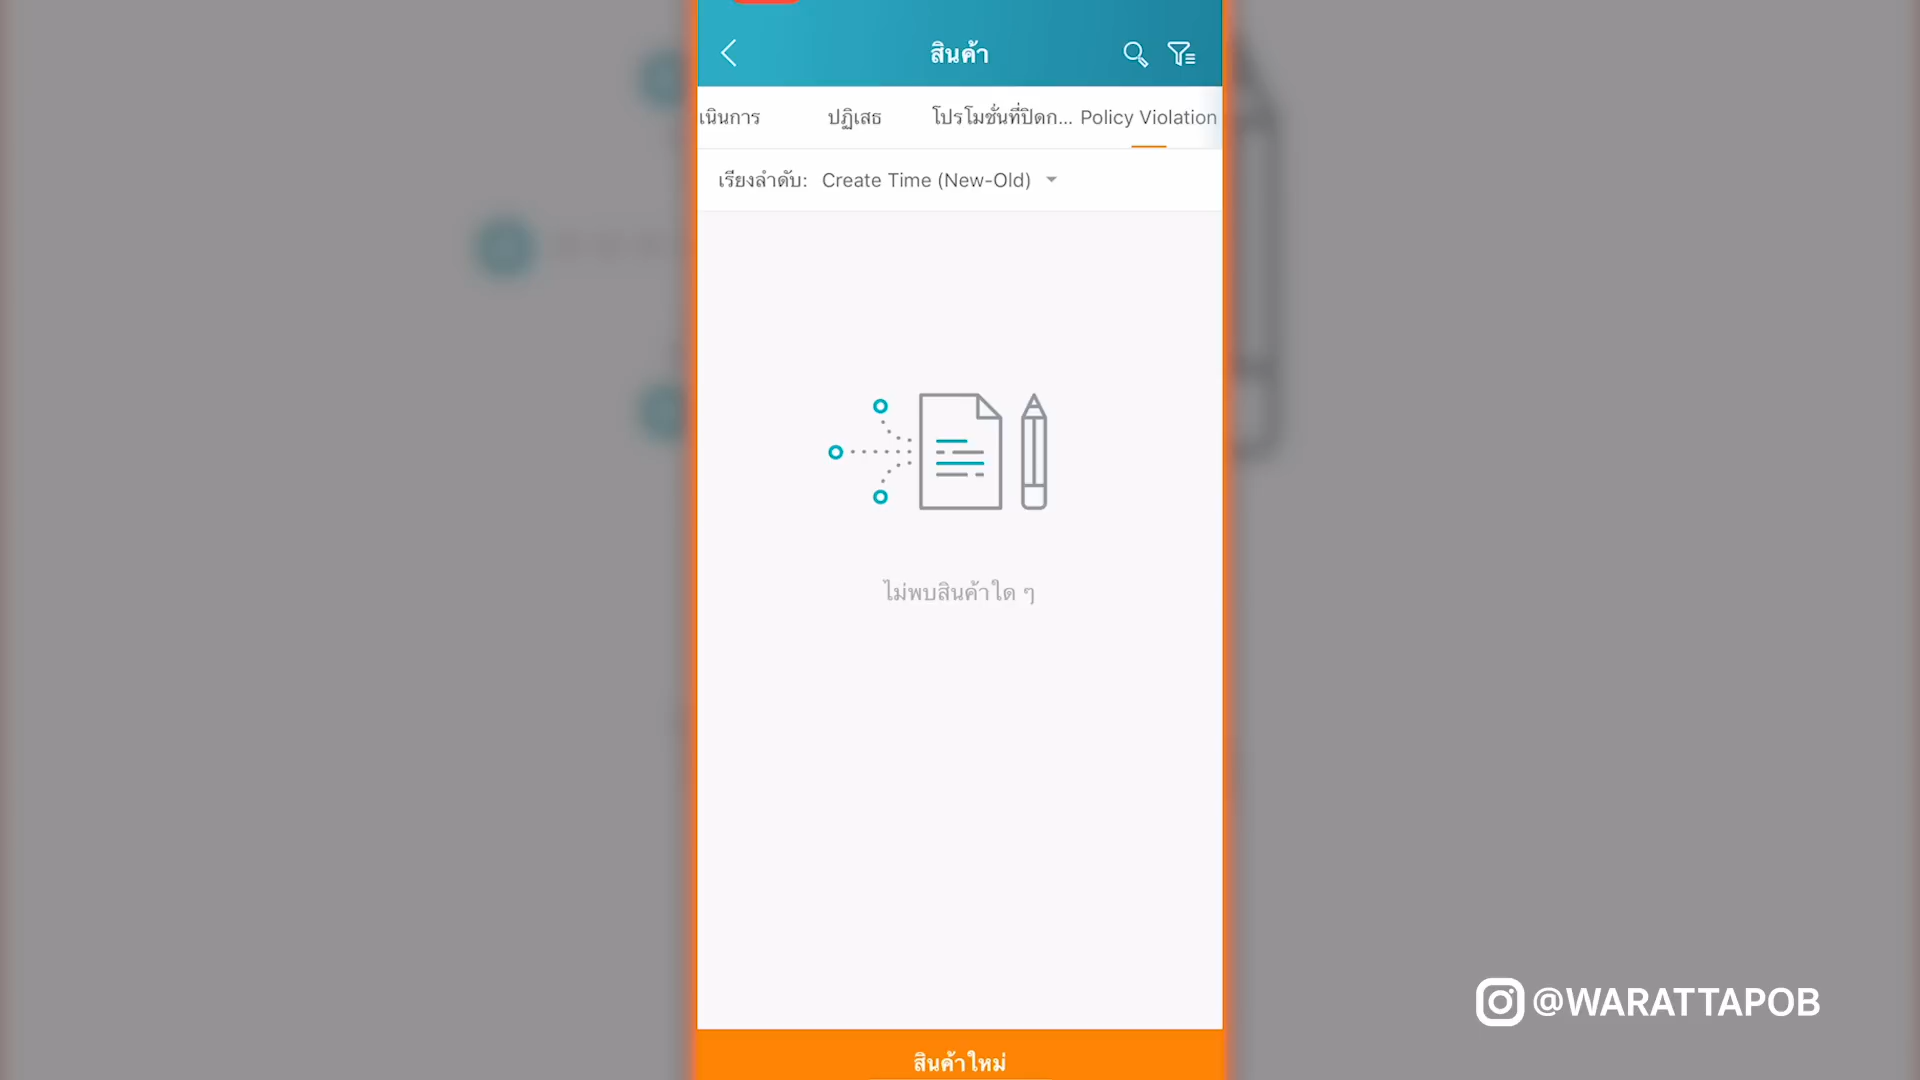 สินค้า
เนินการ ปฏิเสธ โปรโมชั่นที่ปิดก... Policy Violation
เรียงลำดับ: Create Time (New-Old)
ไม่พบสินค้าใด ๆ
@WARATTAPOB
สินค้าใหม่